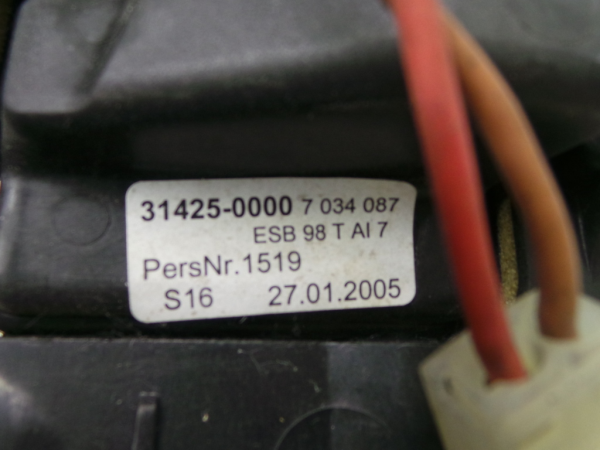 31425-0000 7 034 087
ESB 98 T AI 7
PersNr.1519
S16 27.01.2005